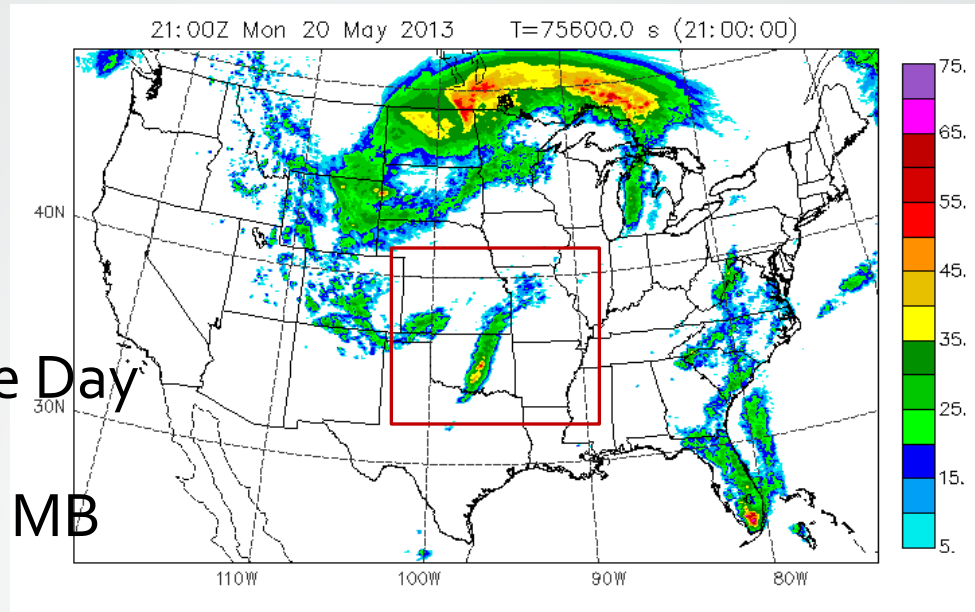 21:00Z Mon 20 May 2013 T=75600.0 s (21:00:00)
75.
65.
55.
45.
35.
25.
15.
5.
40N
30N
e Day
MB
110W 100W 90W 80W